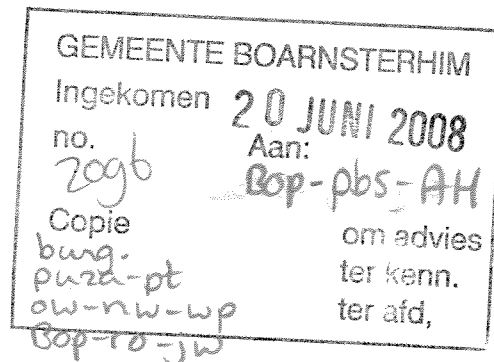 GEMEENTE BOARNSTERHIM
Ingekomen 20 JUNI 2008
no. Aan:
2096 Bop-pbs-AH
Copie om advies
burg. ter kenn.
puza-pt ter afd,
ow-nw-wp
Bop-ro-jw